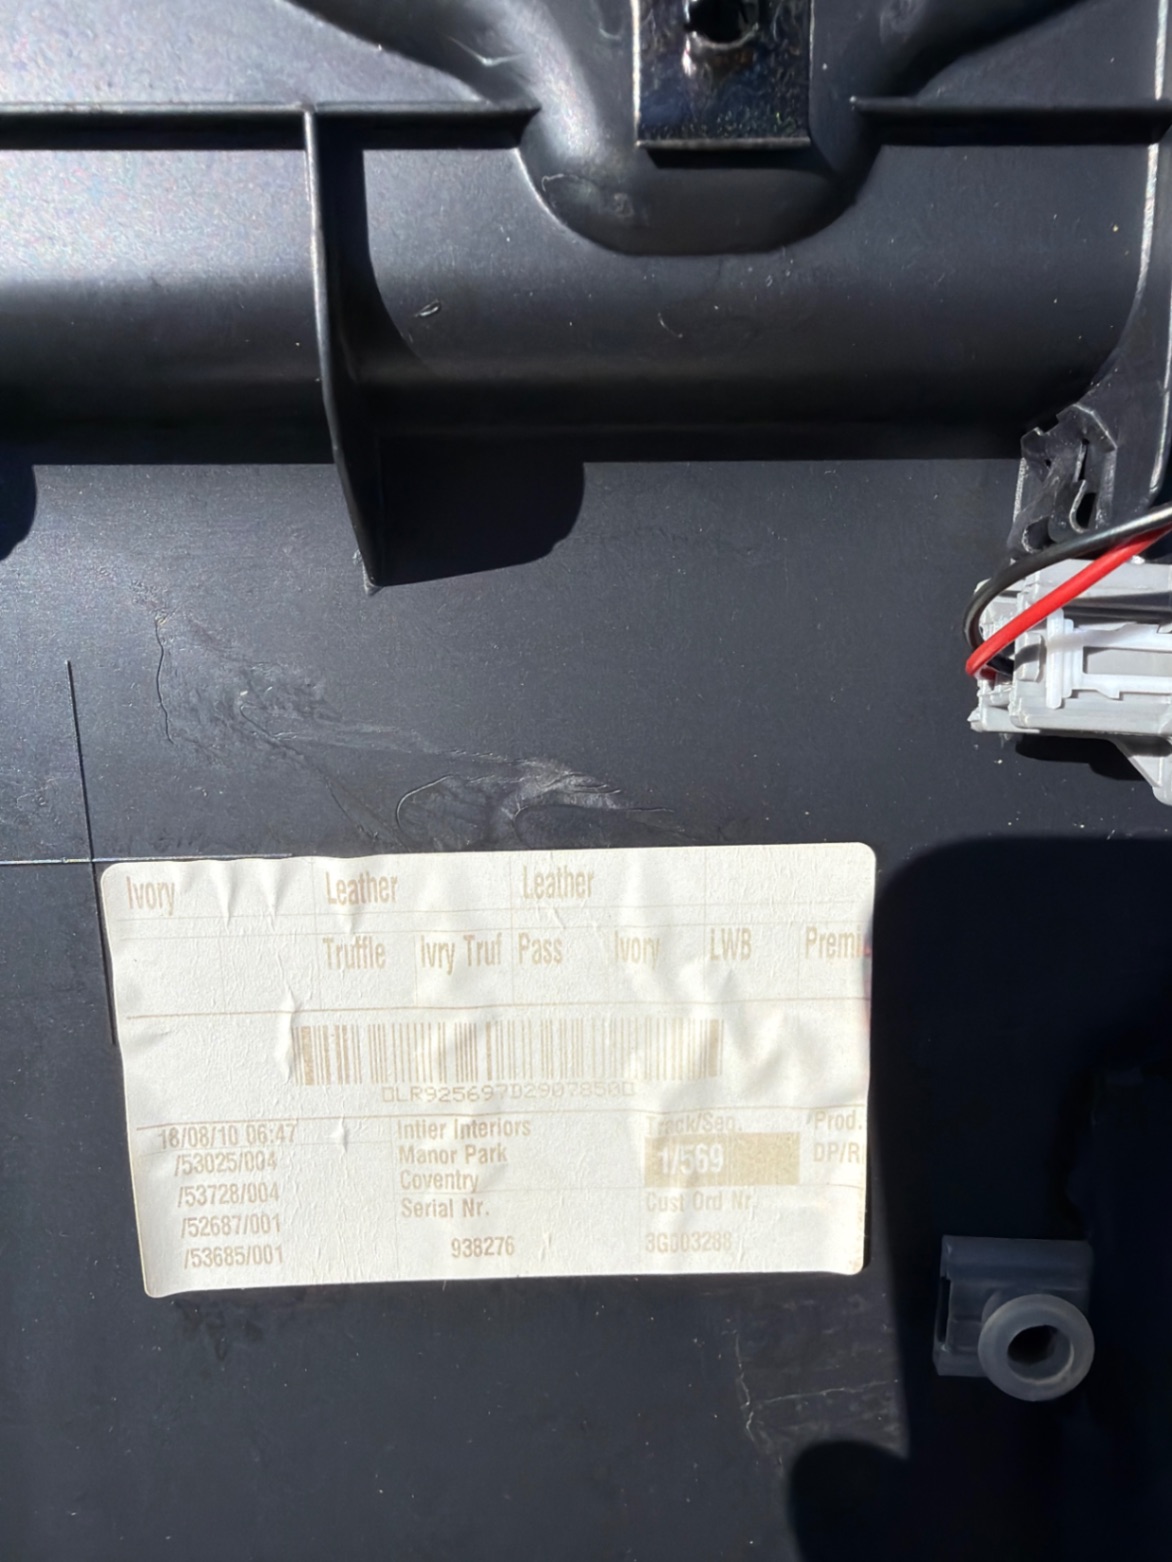 Ivory Leather Leather
Truffle Ivry Truf Pass Ivory LWB Premi
DLR925697D2907850D
18/08/10 06:47 Intier Interiors Track/Seq. Prod.
/53025/004 Manor Park 1/569 DP/R
/53728/004 Coventry
/52687/001 Serial Nr. Cust Ord Nr.
/53685/001 938276 3G003288